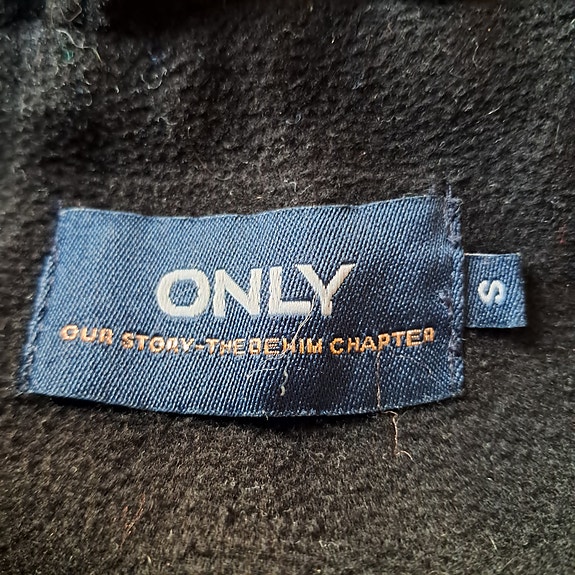 ONLY
OUR STORY-THE DENIM CHAPTER
S